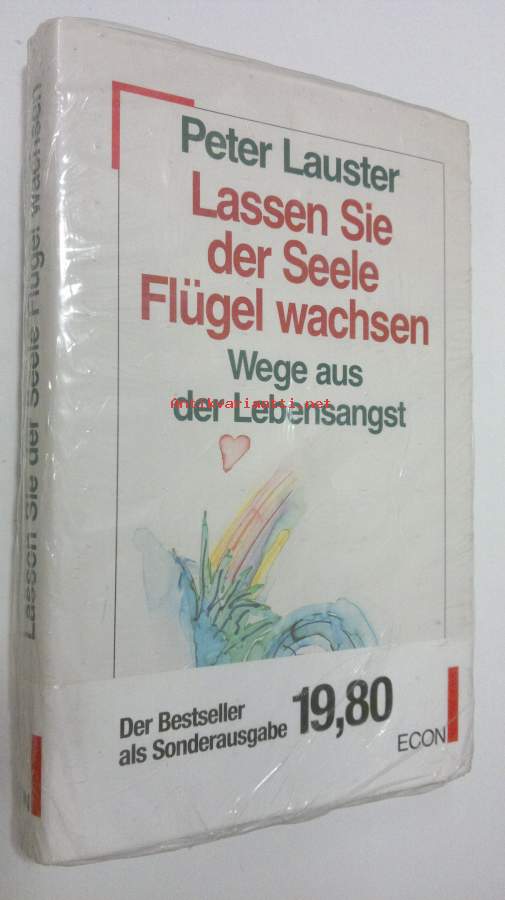 Peter Lauster
Lassen Sie
der Seele
Flügel wachsen
Wege aus
der Lebensangst
Antikvariaatti.net
Der Bestseller
als Sonderausgabe 19,80
ECON
Lassen Sie der Seele Flügel wachsen
N